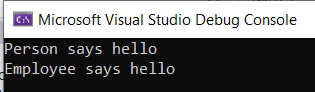 Microsoft Visual Studio Debug Console
Person says hello
Employee says hello